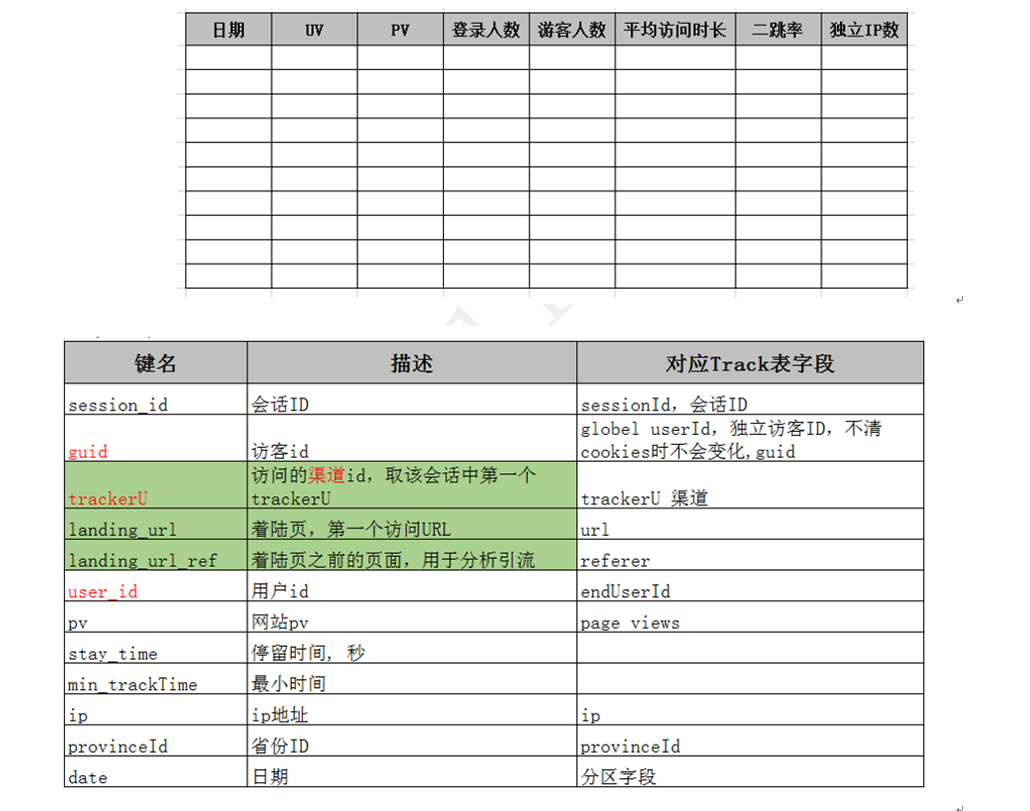 日期 UV PV 登录人数 游客人数 平均访问时长 二跳率 独立IP数
键名 描述 对应Track表字段
session_id 会话ID sessionId，会话ID
guid 访客id globel userId，独立访客ID，不清
cookies时不会变化,guid
trackerU 访问的渠道id，取该会话中第一个
trackerU trackerU 渠道
landing_url 着陆页，第一个访问URL url
landing_url_ref 着陆页之前的页面，用于分析引流 referer
user_id 用户id endUserId
pv 网站pv page views
stay_time 停留时间, 秒
min_trackTime 最小时间
ip ip地址 ip
provinceId 省份ID provinceId
date 日期 分区字段